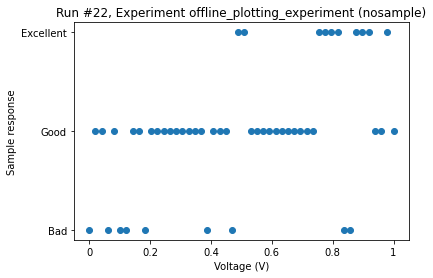 Run #22, Experiment offline_plotting_experiment (nosample)
Excellent
Good
Bad
Sample response
0
0.2
0.4
0.6
0.8
1
Voltage (V)